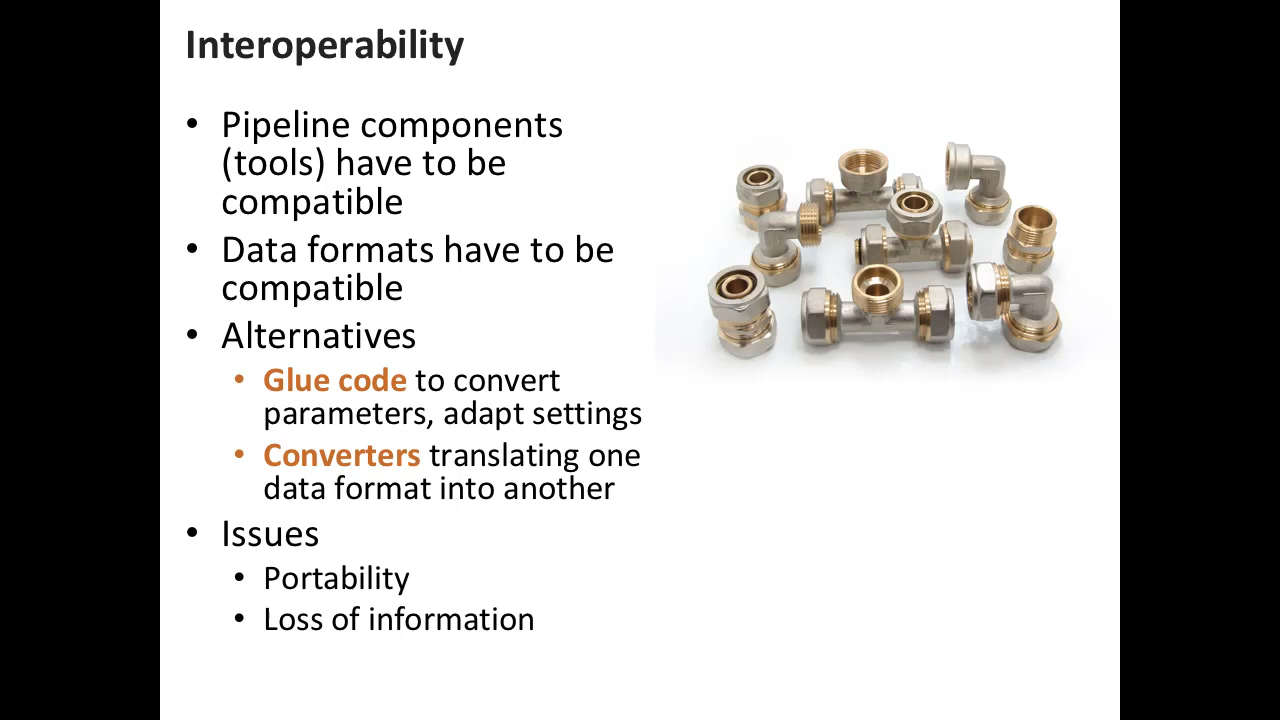 Interoperability
• Pipeline components
(tools) have to be
compatible
• Data formats have to be
compatible
• Alternatives
• Glue code to convert
parameters, adapt settings
• Converters translating one
data format into another
• Issues
• Portability
• Loss of information